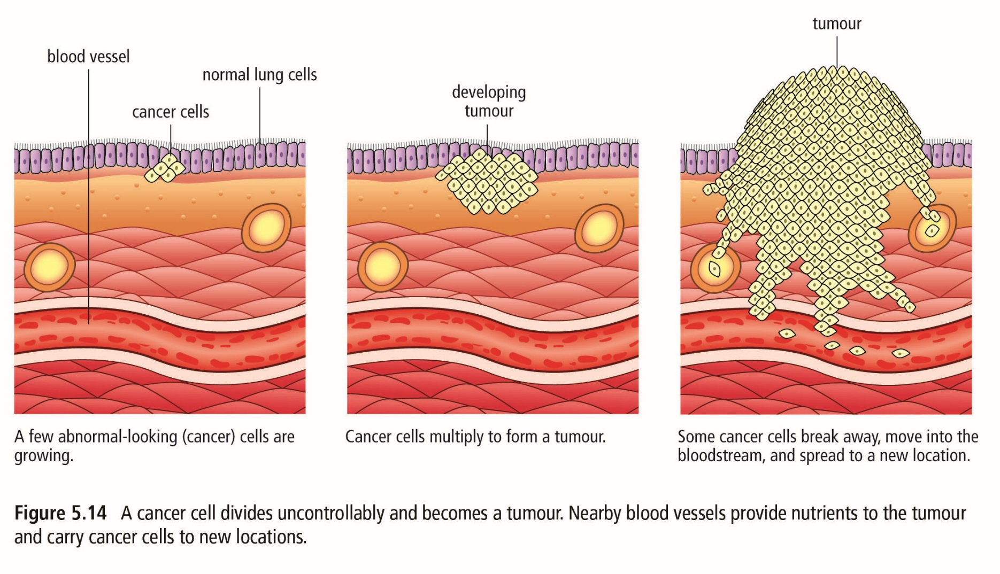 blood vessel
normal lung cells
cancer cells
developing
tumour
tumour
A few abnormal-looking (cancer) cells are
growing.
Cancer cells multiply to form a tumour.
Some cancer cells break away, move into the
bloodstream, and spread to a new location.
Figure 5.14 A cancer cell divides uncontrollably and becomes a tumour. Nearby blood vessels provide nutrients to the tumour
and carry cancer cells to new locations.